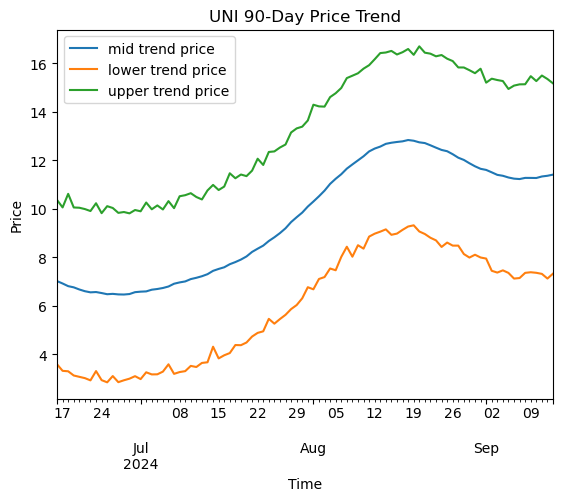 UNI 90-Day Price Trend
mid trend price
lower trend price
upper trend price
Price
16
14
12
10
8
6
4
17 24 08 15 22 29 05 12 19 26 02 09
Jul Aug Sep
2024
Time